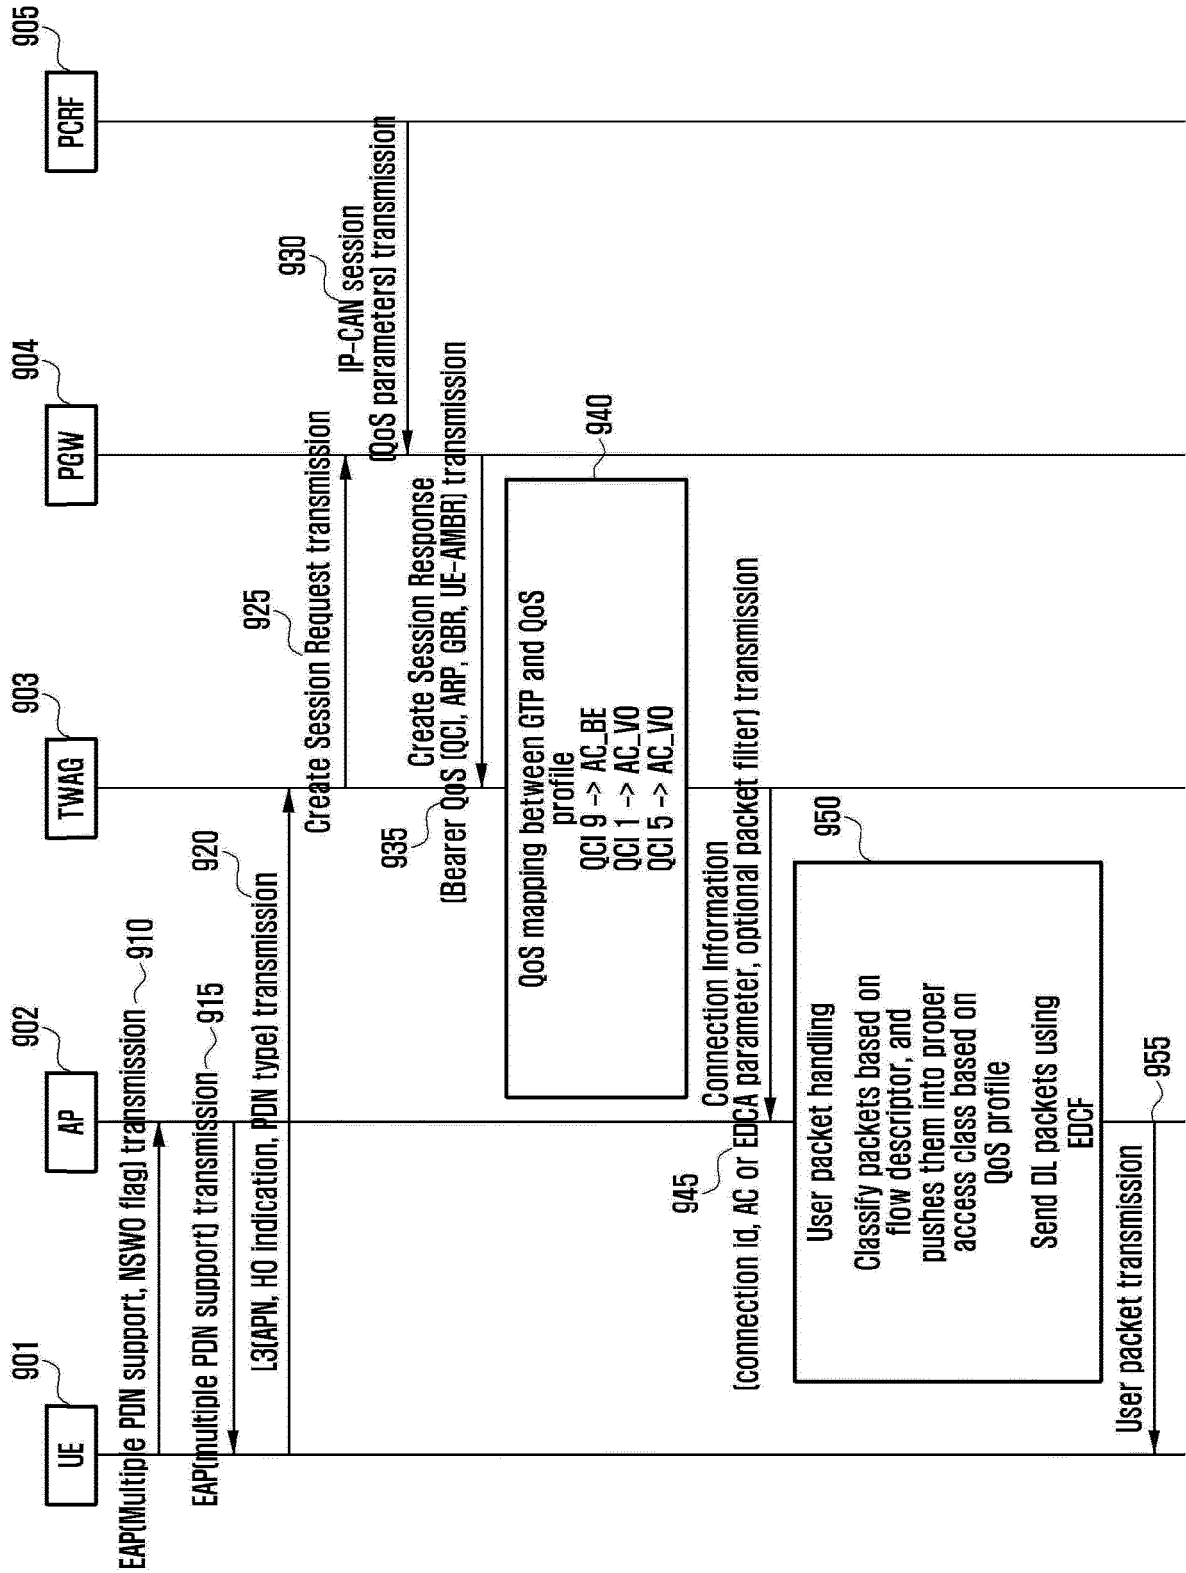 UE
901
AP
902
TWAG
903
PGW
904
PCRF
905
EAP(Multiple PDN support, NSWO flag) transmission
910
EAP(multiple PDN support) transmission
915
L3(APN, HO indication, PDN type) transmission
920
925
Create Session Request transmission
930
IP-CAN session
(QoS parameters) transmission
935
Create Session Response
(Bearer QoS (QCI, ARP, GBR, UE-AMBR) transmission
940
QoS mapping between GTP and QoS
profile
QCI 9 -> AC_BE
QCI 1 -> AC_VO
QCI 5 -> AC_VO
945
Connection Information
(connection id, AC or EDCA parameter, optional packet filter) transmission
950
User packet handling
Classify packets based on
flow descriptor, and
pushes them into proper
access class based on
QoS profile
Send DL packets using
EDCF
User packet transmission
955